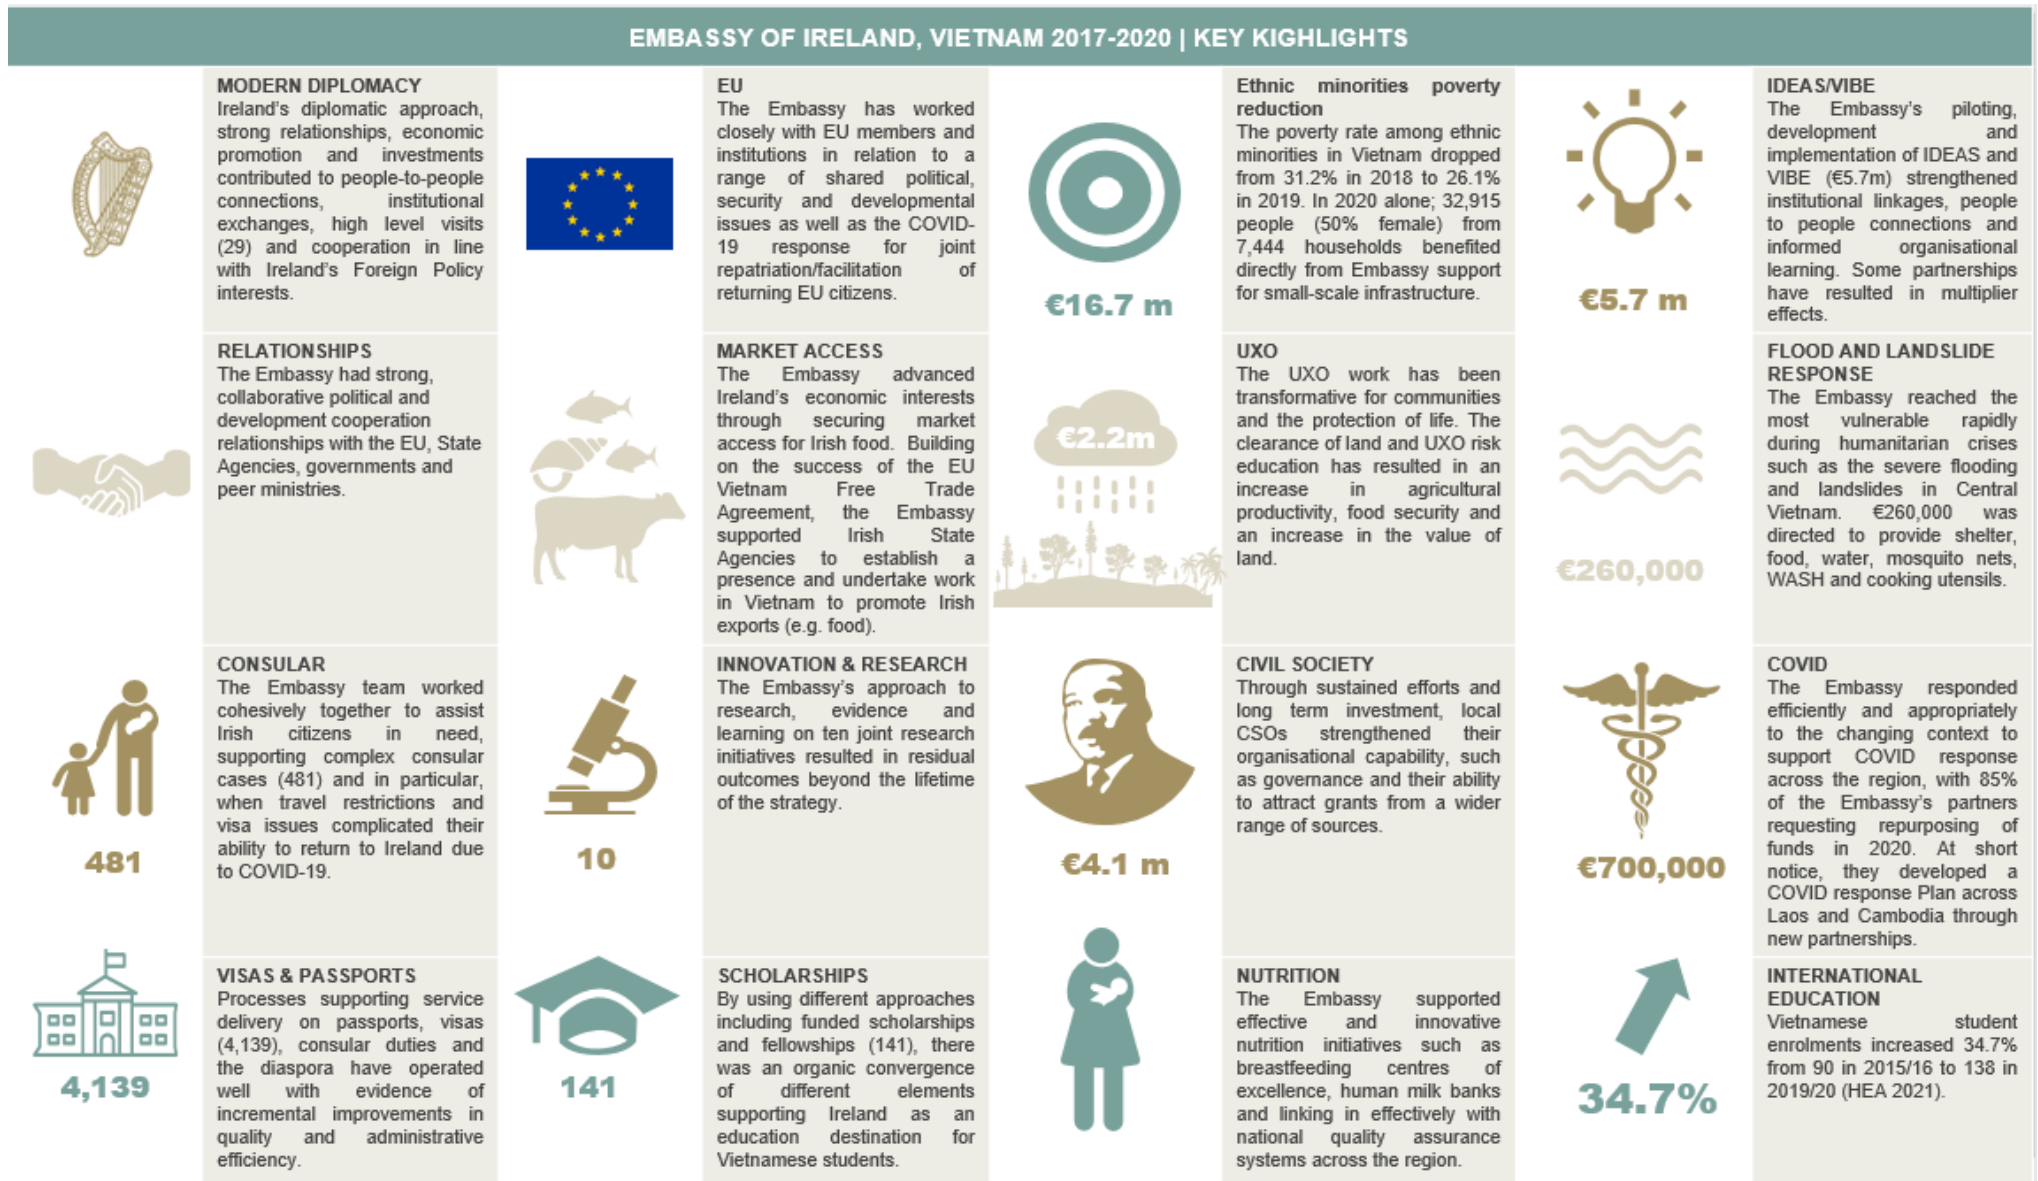 EMBASSY OF IRELAND, VIETNAM 2017-2020 | KEY KIGHLIGHTS
MODERN DIPLOMACY
Ireland's diplomatic approach,
strong relationships, economic
promotion and investments
contributed to people-to-people
connections, institutional
exchanges, high level visits
(29) and cooperation in line
with Ireland's Foreign Policy
interests.
EU
The Embassy has worked
closely with EU members and
institutions in relation to a
range of shared political,
security and developmental
issues as well as the COVID-
19 response for joint
repatriation/facilitation of
returning EU citizens.
€16.7 m
Ethnic minorities poverty
reduction
The poverty rate among ethnic
minorities in Vietnam dropped
from 31.2% in 2018 to 26.1%
in 2019. In 2020 alone; 32,915
people (50% female) from
7,444 households benefited
directly from Embassy support
for small-scale infrastructure.
€5.7 m
IDEAS/VIBE
The Embassy's piloting,
development and
implementation of IDEAS and
VIBE (€5.7m) strengthened
institutional linkages, people
to people connections and
informed organisational
learning. Some partnerships
have resulted in multiplier
effects.
RELATIONSHIPS
The Embassy had strong,
collaborative political and
development cooperation
relationships with the EU, State
Agencies, governments and
peer ministries.
MARKET ACCESS
The Embassy advanced
Ireland's economic interests
through securing market
access for Irish food. Building
on the success of the EU
Vietnam Free Trade
Agreement, the Embassy
supported Irish State
Agencies to establish a
presence and undertake work
in Vietnam to promote Irish
exports (e.g. food).
€2.2m
UXO
The UXO work has been
transformative for communities
and the protection of life. The
clearance of land and UXO risk
education has resulted in an
increase in agricultural
productivity, food security and
an increase in the value of
land.
€260,000
FLOOD AND LANDSLIDE
RESPONSE
The Embassy reached the
most vulnerable rapidly
during humanitarian crises
such as the severe flooding
and landslides in Central
Vietnam. €260,000 was
directed to provide shelter,
food, water, mosquito nets,
WASH and cooking utensils.
481
CONSULAR
The Embassy team worked
cohesively together to assist
Irish citizens in need,
supporting complex consular
cases (481) and in particular,
when travel restrictions and
visa issues complicated their
ability to return to Ireland due
to COVID-19.
10
INNOVATION & RESEARCH
The Embassy's approach to
research, evidence and
learning on ten joint research
initiatives resulted in residual
outcomes beyond the lifetime
of the strategy.
€4.1 m
CIVIL SOCIETY
Through sustained efforts and
long term investment, local
CSOs strengthened their
organisational capability, such
as governance and their ability
to attract grants from a wider
range of sources.
€700,000
COVID
The Embassy responded
efficiently and appropriately
to the changing context to
support COVID response
across the region, with 85%
of the Embassy's partners
requesting repurposing of
funds in 2020. At short
notice, they developed a
COVID response Plan across
Laos and Cambodia through
new partnerships.
4,139
VISAS & PASSPORTS
Processes supporting service
delivery on passports, visas
(4,139), consular duties and
the diaspora have operated
well with evidence of
incremental improvements in
quality and administrative
efficiency.
141
SCHOLARSHIPS
By using different approaches
including funded scholarships
and fellowships (141), there
was an organic convergence
of different elements
supporting Ireland as an
education destination for
Vietnamese students.
NUTRITION
The Embassy supported
effective and innovative
nutrition initiatives such as
breastfeeding centres of
excellence, human milk banks
and linking in effectively with
national quality assurance
systems across the region.
34.7%
INTERNATIONAL
EDUCATION
Vietnamese student
enrolments increased 34.7%
from 90 in 2015/16 to 138 in
2019/20 (HEA 2021).